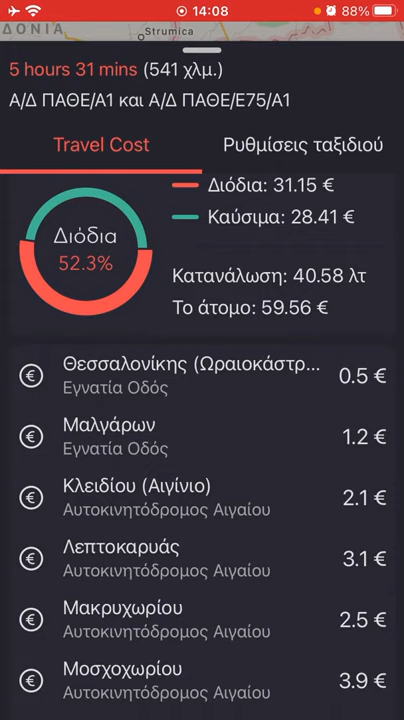 14:08
88%
ΔΟΝΙΑ
Strumica
5 hours 31 mins (541 χλμ.)
Α/Δ ΠΑΘΕ/Α1 και Α/Δ ΠΑΘΕ/Ε75/Α1
Travel Cost
Ρυθμίσεις ταξιδιού
Διόδια
52.3%
Διόδια: 31.15 €
Καύσιμα: 28.41 €
Κατανάλωση: 40.58 λτ
Το άτομο: 59.56 €
Θεσσαλονίκης (Ωραιοκάστρ... 0.5 €
Εγνατία Οδός
Μαλγάρων 1.2 €
Εγνατία Οδός
Κλειδίου (Αιγίνιο) 2.1 €
Αυτοκινητόδρομος Αιγαίου
Λεπτοκαρυάς 3.1 €
Αυτοκινητόδρομος Αιγαίου
Μακρυχωρίου 2.5 €
Αυτοκινητόδρομος Αιγαίου
Μοσχοχωρίου 3.9 €
Αυτοκινητόδρομος Αιγαίου